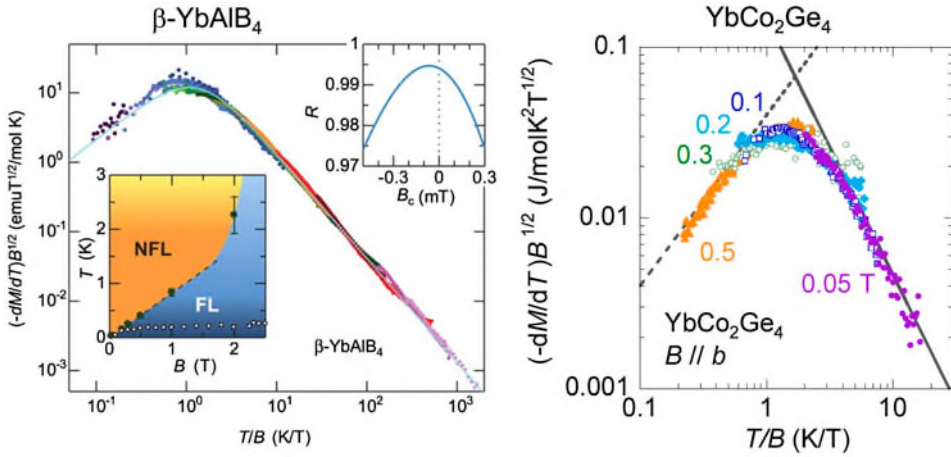 β-YbAlB₄
(-dM/dT)B^1/2 (emuT^1/2/mol K)
10¹
10⁰
10⁻¹
10⁻²
10⁻³
10⁻¹ 10⁰ 10¹ 10² 10³
T/B (K/T)
β-YbAlB₄
R
1
0.99
0.98
0.97
-0.3 0 0.3
B_c (mT)
T (K)
3
2
1
0
NFL
FL
0 1 2
B (T)
YbCo₂Ge₄
(-dM/dT)B^1/2 (J/molK²T^1/2)
0.1
0.01
0.001
0.1
0.2
0.3
0.5
0.05 T
YbCo₂Ge₄
B // b
0.1 1 10
T/B (K/T)